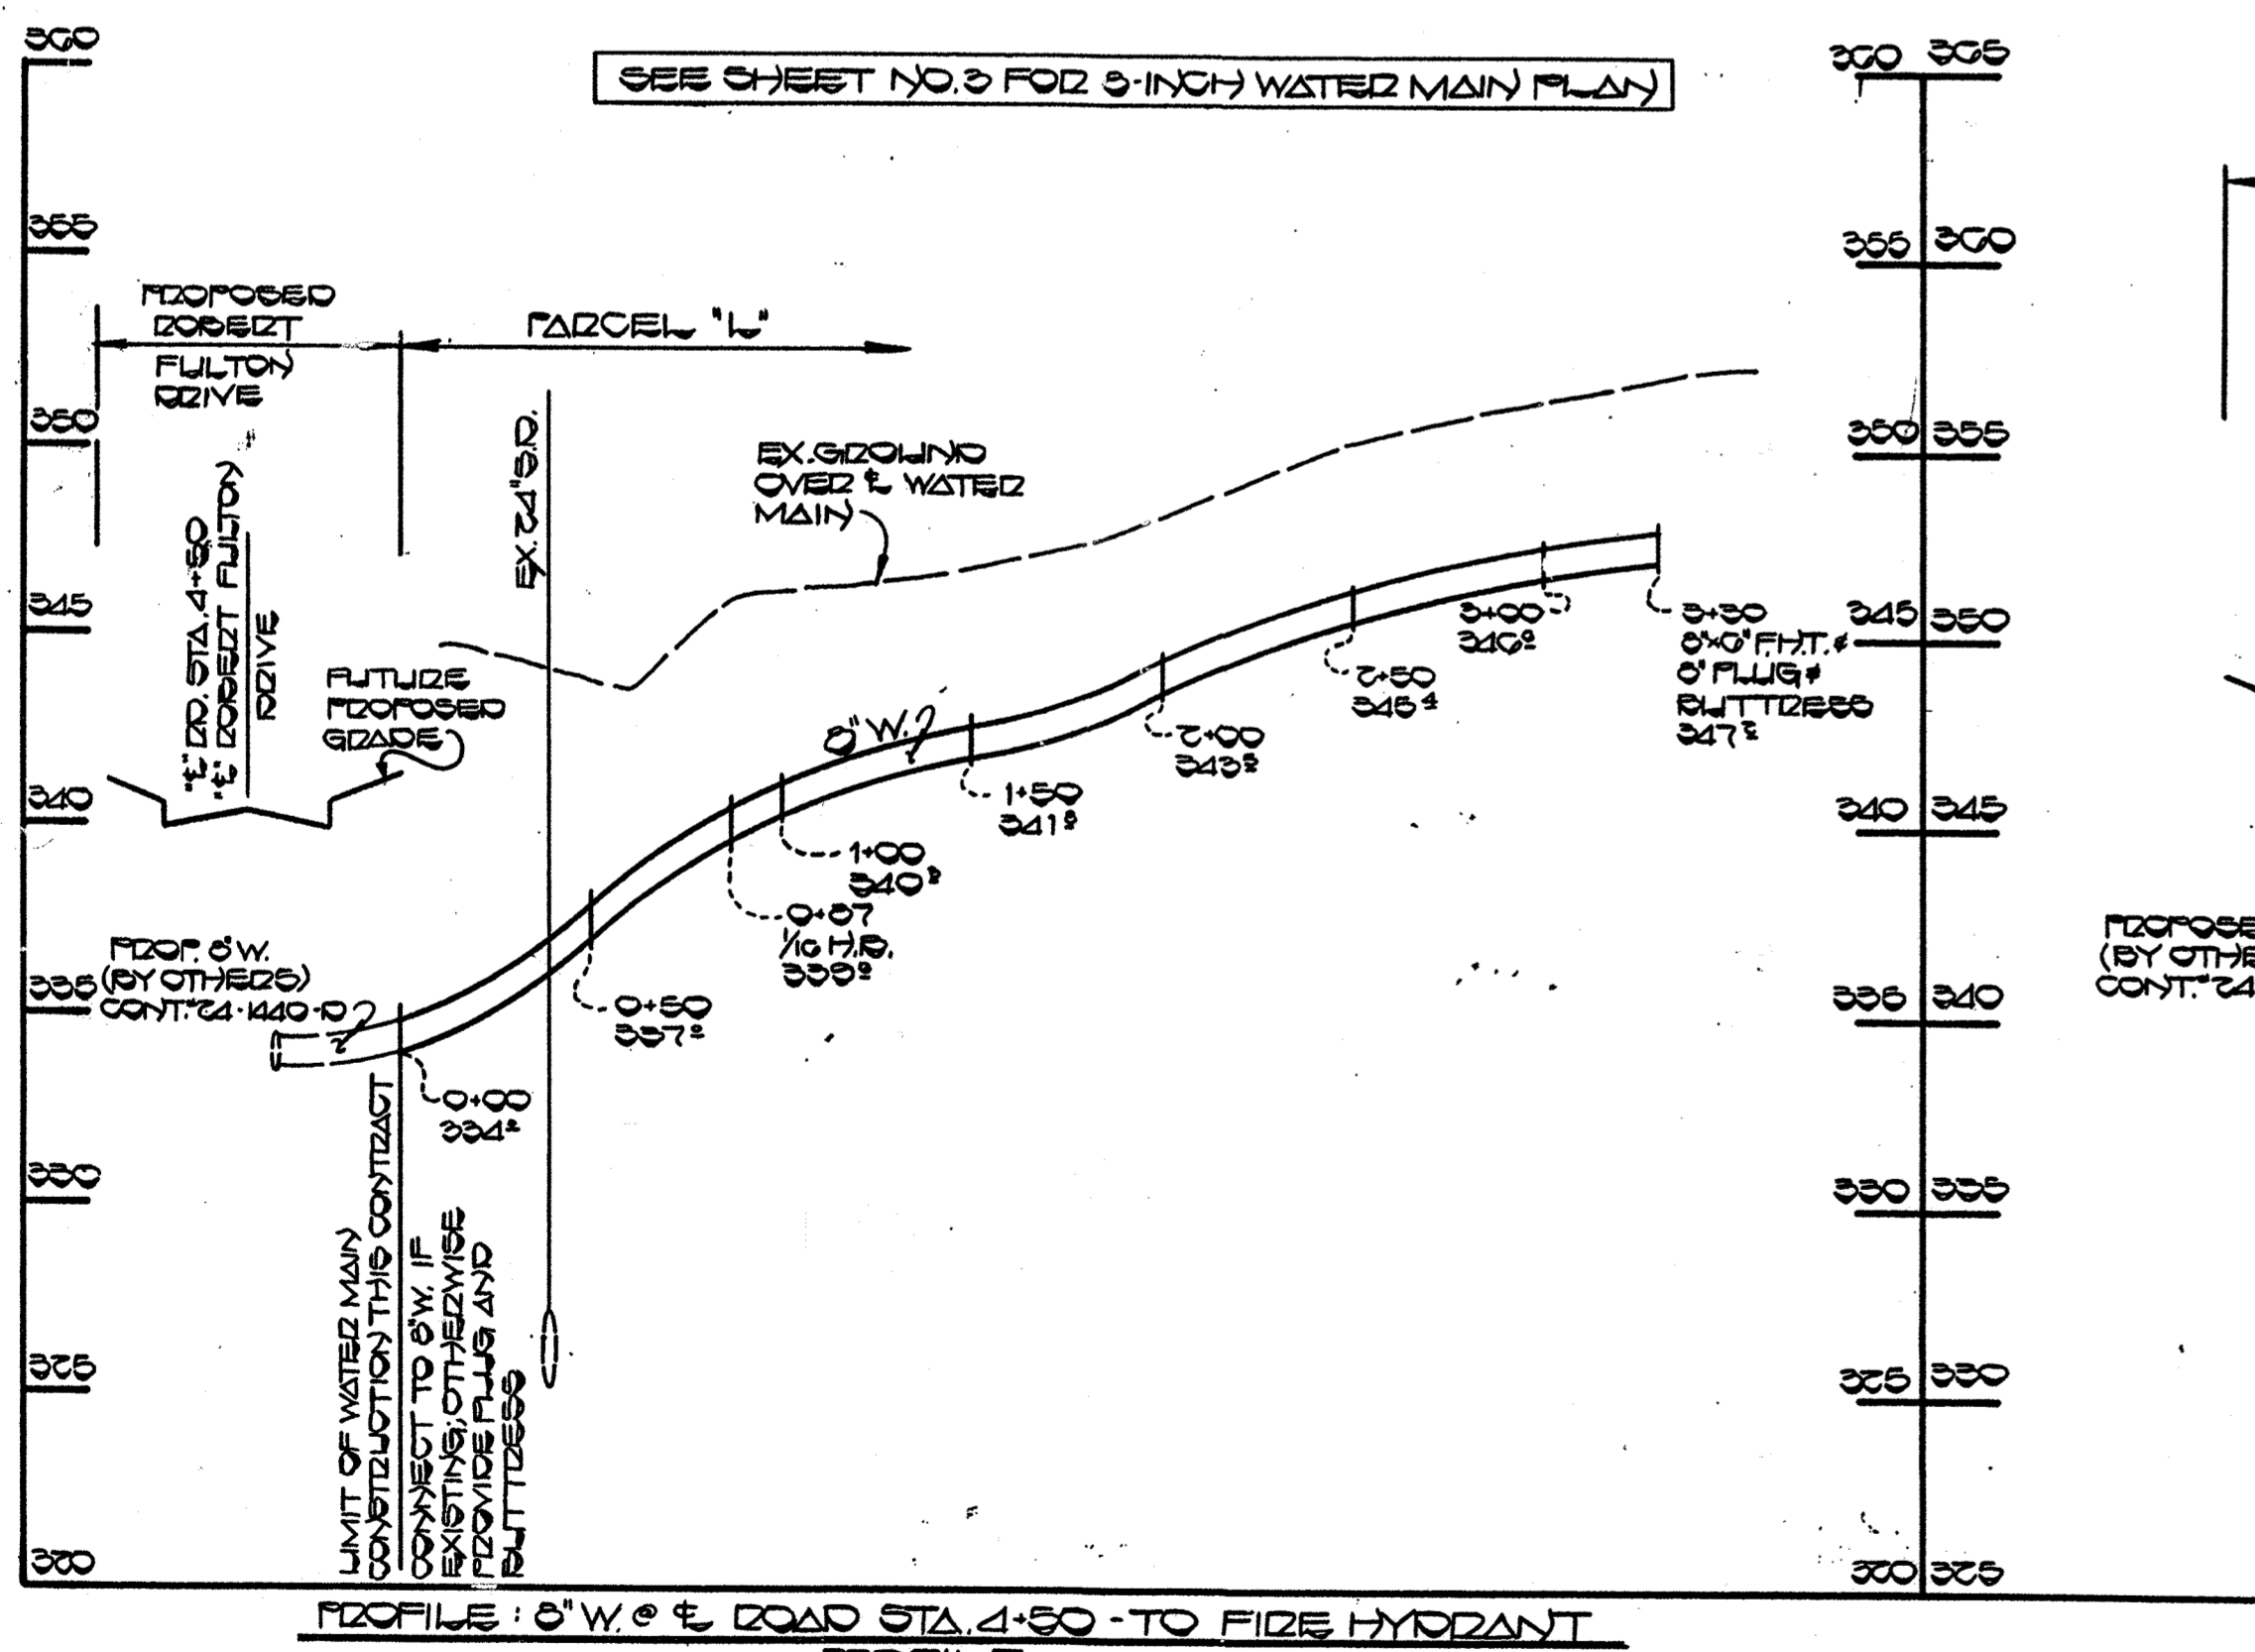 SEE SHEET NO.3 FOR 8-INCH WATER MAIN PLAN
360
355
350
345
340
335
330
325
320
PROPOSED
ROBERT
FULTON
DRIVE
PARCEL "L"
"℄" RD. STA. 4+50
"℄" ROBERT FULTON
DRIVE
FUTURE
PROPOSED
GRADE
EX. 24" S.D.
EX. GROUND
OVER ℄ WATER
MAIN
8" W.
PROP. 8" W.
(BY OTHERS)
CONT.#24-1440-D
0+00
334
0+50
337
0+87
1/16 H.B.
339
1+00
340
1+50
341
2+00
343
2+50
345
3+00
346
3+30
8"x6" F.H.T. &
8" PLUG &
BUTTRESS
347
LIMIT OF WATER MAIN
CONSTRUCTION THIS CONTRACT
CONNECT TO 8" W. IF
EXISTING; OTHERWISE
PROVIDE PLUG AND
BUTTRESS
360 365
355 360
350 355
345 350
340 345
335 340
330 335
325 330
320 325
PROPOSE
(BY OTHE
CONT.#24
PROFILE : 8" W. @ ℄ ROAD STA. 4+50 - TO FIRE HYDRANT